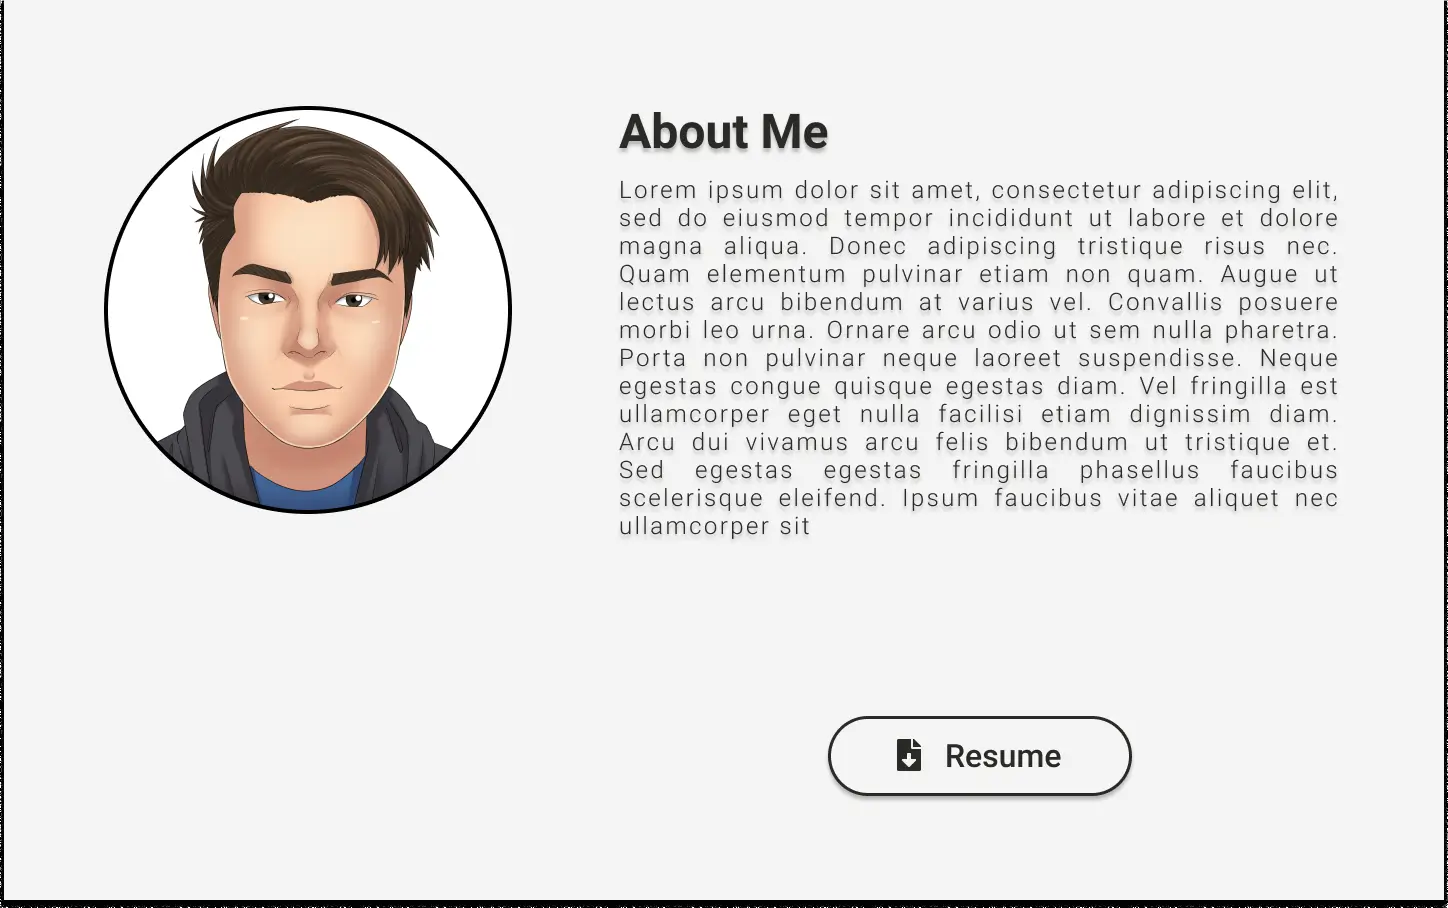 About Me
Lorem ipsum dolor sit amet, consectetur adipiscing elit,
sed do eiusmod tempor incididunt ut labore et dolore
magna aliqua. Donec adipiscing tristique risus nec.
Quam elementum pulvinar etiam non quam. Augue ut
lectus arcu bibendum at varius vel. Convallis posuere
morbi leo urna. Ornare arcu odio ut sem nulla pharetra.
Porta non pulvinar neque laoreet suspendisse. Neque
egestas congue quisque egestas diam. Vel fringilla est
ullamcorper eget nulla facilisi etiam dignissim diam.
Arcu dui vivamus arcu felis bibendum ut tristique et.
Sed egestas egestas fringilla phasellus faucibus
scelerisque eleifend. Ipsum faucibus vitae aliquet nec
ullamcorper sit
Resume